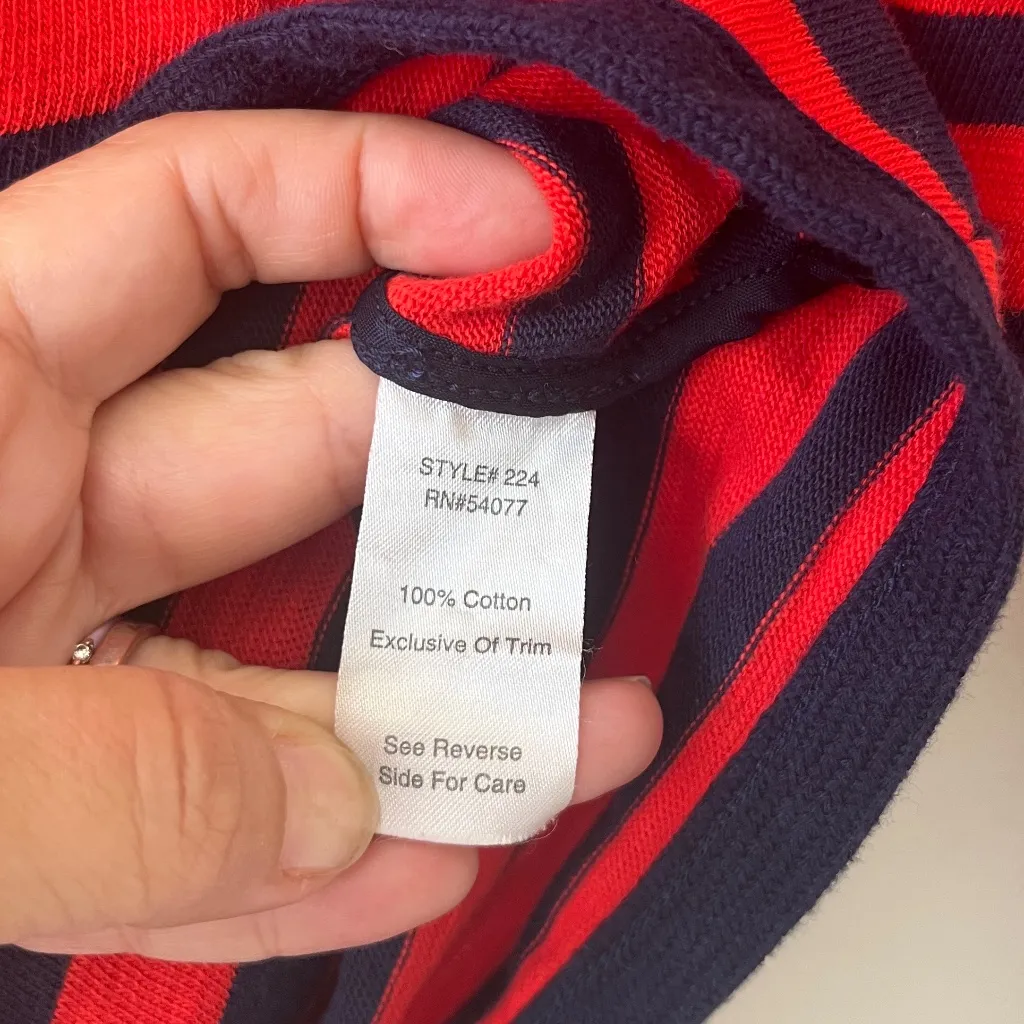 STYLE# 224
RN#54077
100% Cotton
Exclusive Of Trim
See Reverse
Side For Care